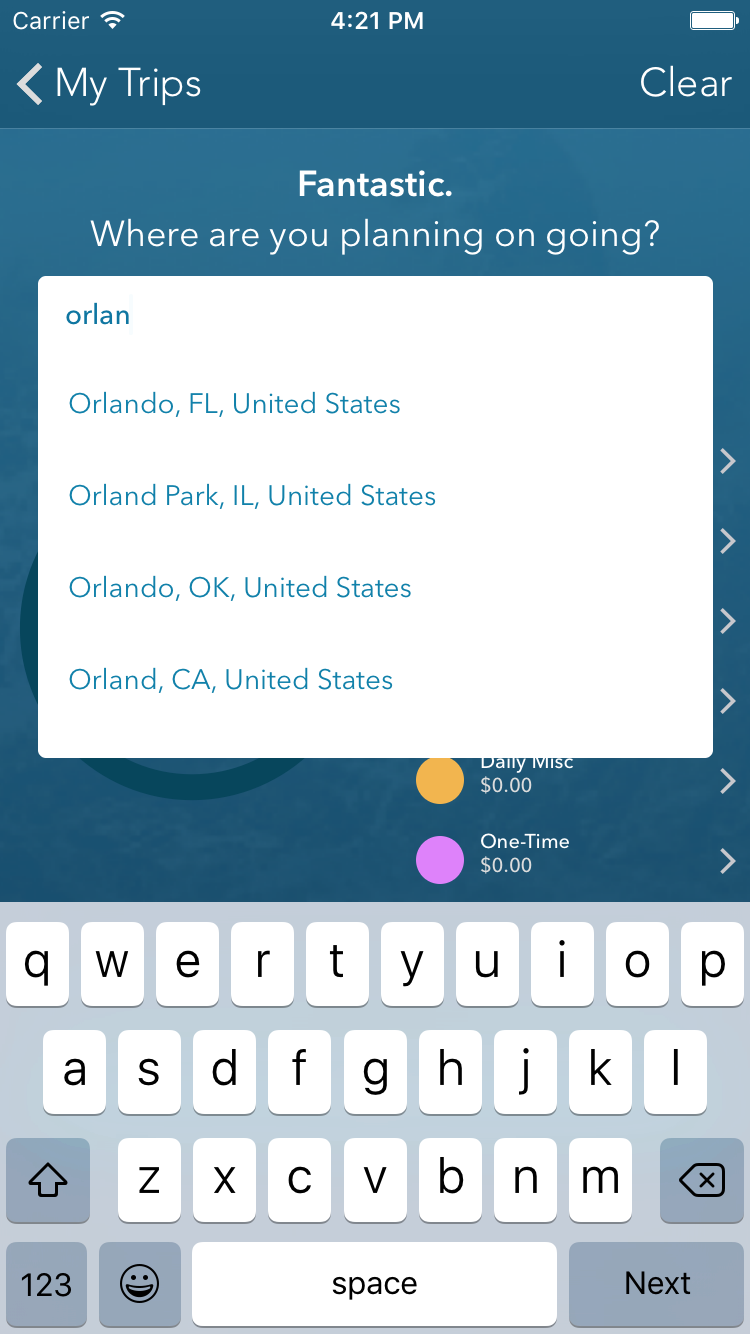 Carrier 4:21 PM
My Trips Clear
Fantastic.
Where are you planning on going?
orlan
Orlando, FL, United States
Orland Park, IL, United States
Orlando, OK, United States
Orland, CA, United States
Daily Misc
$0.00
One-Time
$0.00
q w e r t y u i o p
a s d f g h j k l
z x c v b n m
123 space Next